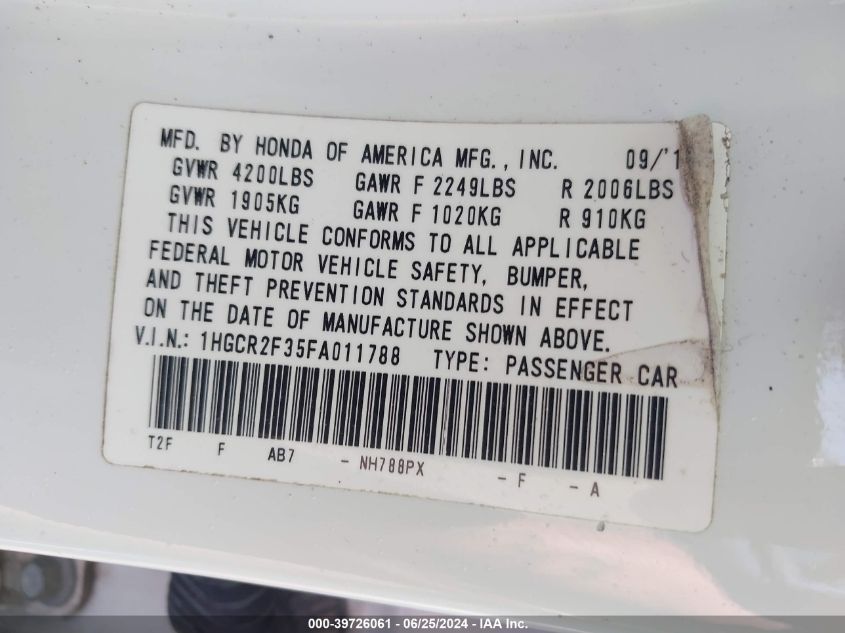 MFD. BY HONDA OF AMERICA MFG., INC. 09/'1
GVWR 4200LBS GAWR F 2249LBS R 2006LBS
GVWR 1905KG GAWR F 1020KG R 910KG
THIS VEHICLE CONFORMS TO ALL APPLICABLE
FEDERAL MOTOR VEHICLE SAFETY, BUMPER,
AND THEFT PREVENTION STANDARDS IN EFFECT
ON THE DATE OF MANUFACTURE SHOWN ABOVE.
V.I.N.: 1HGCR2F35FA011788 TYPE: PASSENGER CAR
T2F F AB7 - NH788PX - F - A
000-39726061 - 06/25/2024 - IAA Inc.